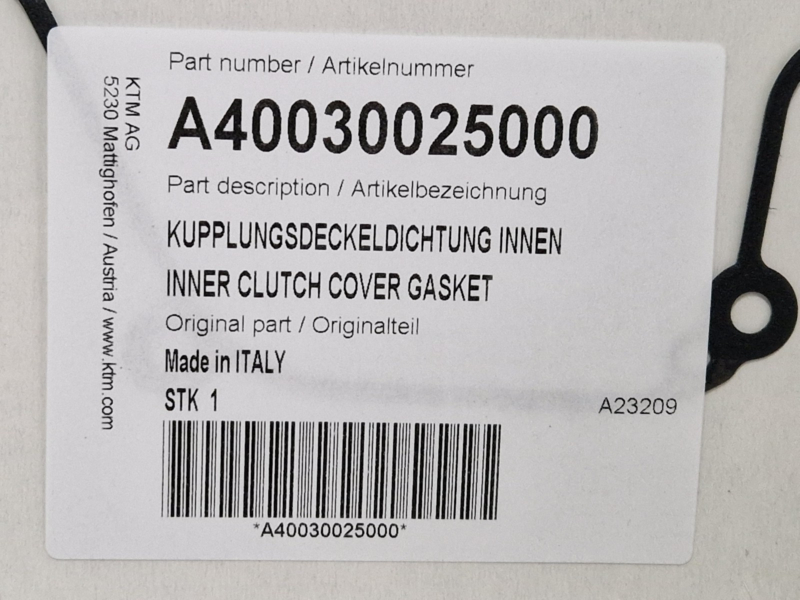 Part number / Artikelnummer
A40030025000
Part description / Artikelbezeichnung
KUPPLUNGSDECKELDICHTUNG INNEN
INNER CLUTCH COVER GASKET
Original part / Originalteil
Made in ITALY
STK 1
A23209
*A40030025000*
KTM AG
5230 Mattighofen / Austria / www.ktm.com